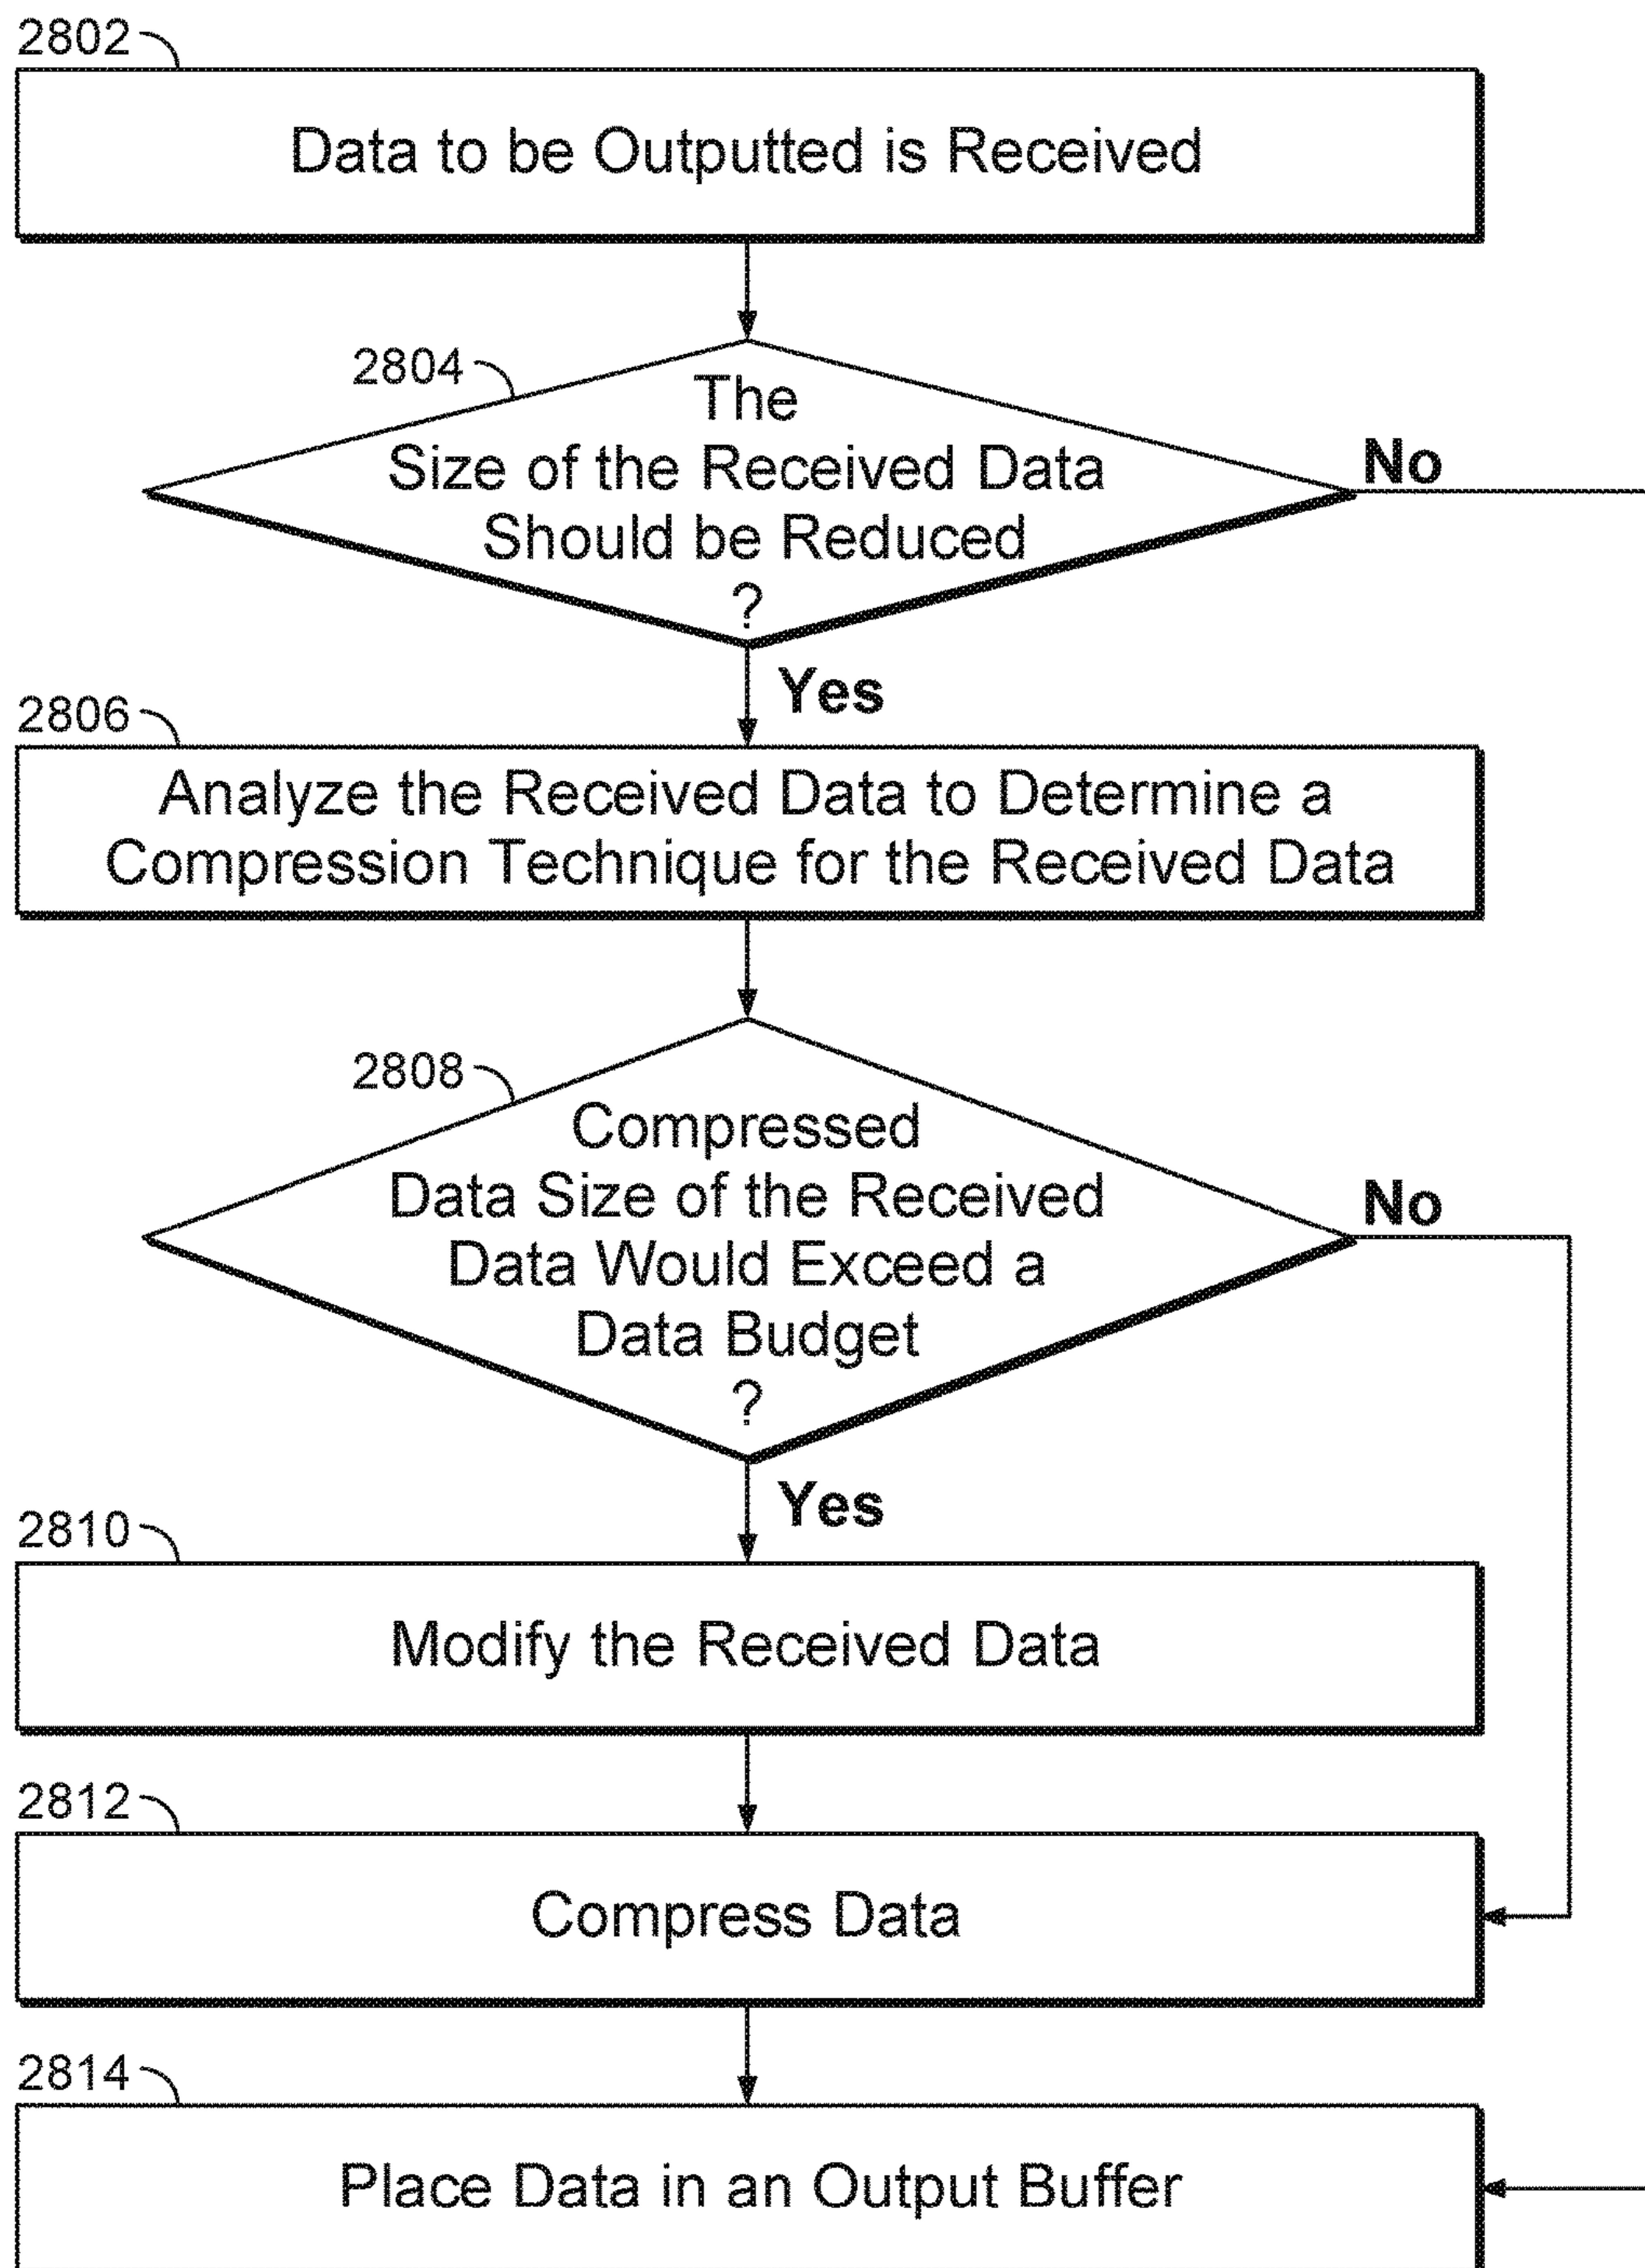 2802
Data to be Outputted is Received
2804
The
Size of the Received Data
Should be Reduced
?
No
Yes
2806
Analyze the Received Data to Determine a
Compression Technique for the Received Data
2808
Compressed
Data Size of the Received
Data Would Exceed a
Data Budget
?
No
Yes
2810
Modify the Received Data
2812
Compress Data
2814
Place Data in an Output Buffer